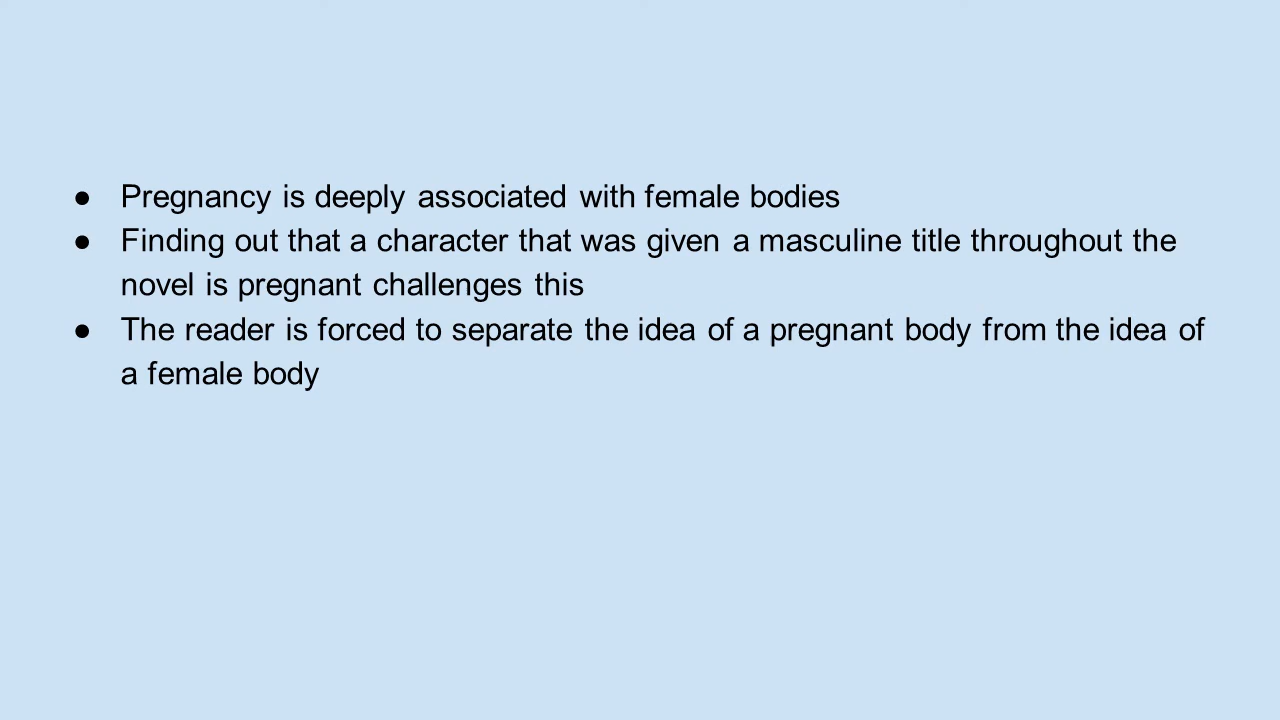 ● Pregnancy is deeply associated with female bodies
● Finding out that a character that was given a masculine title throughout the
novel is pregnant challenges this
● The reader is forced to separate the idea of a pregnant body from the idea of
a female body